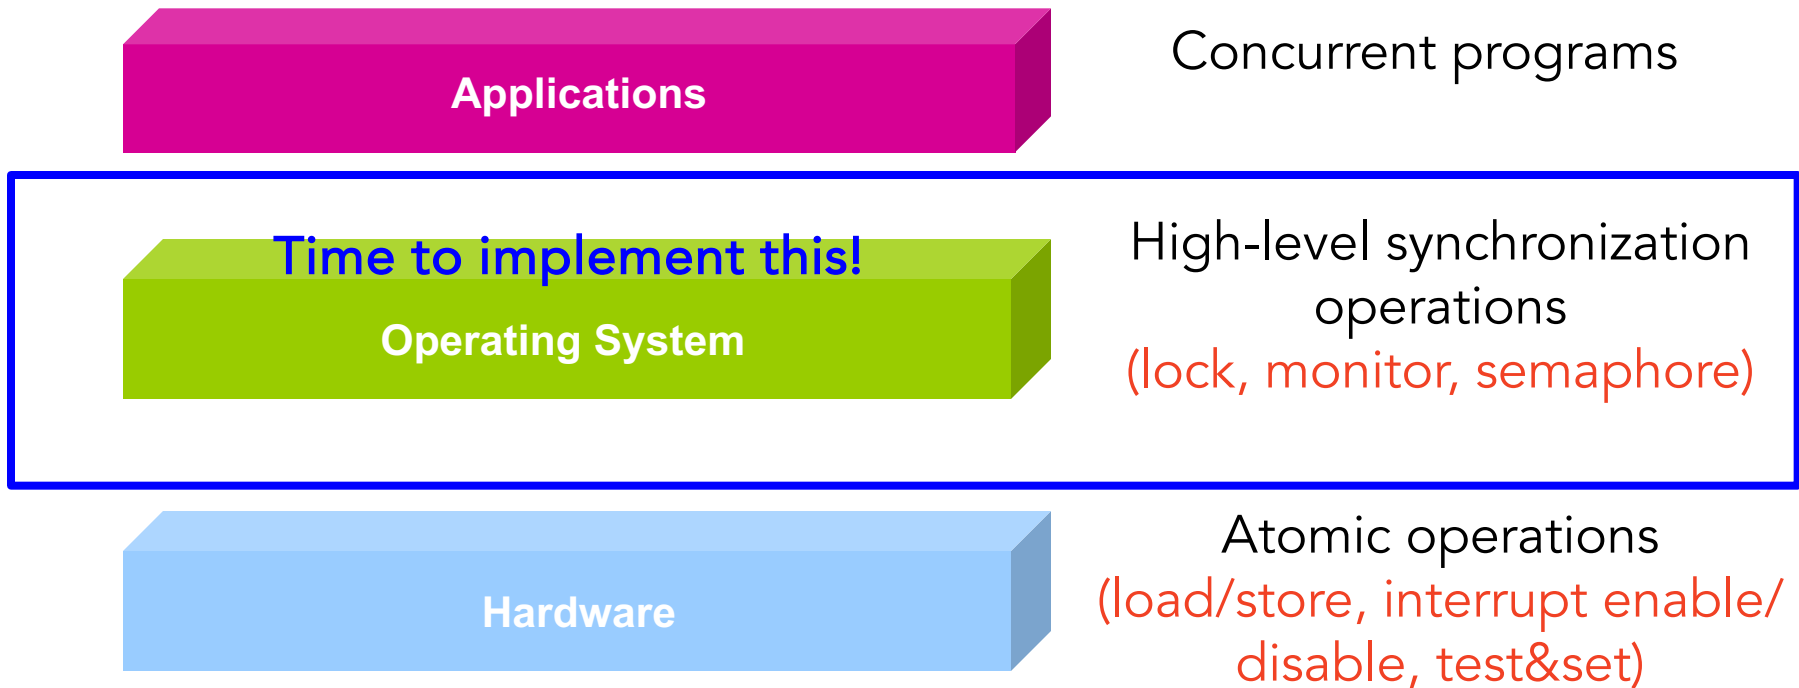 Applications
Concurrent programs
Time to implement this!
Operating System
High-level synchronization
operations
(lock, monitor, semaphore)
Hardware
Atomic operations
(load/store, interrupt enable/
disable, test&set)